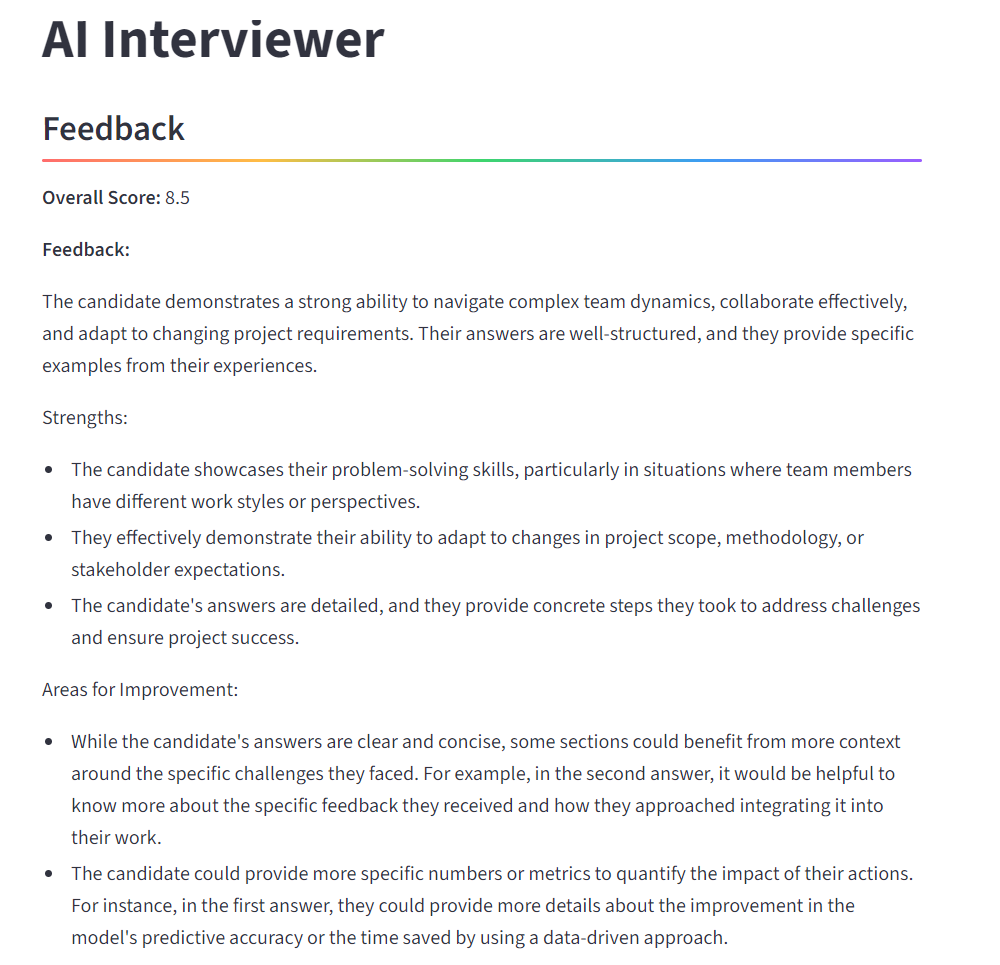 AI Interviewer
Feedback
Overall Score: 8.5
Feedback:
The candidate demonstrates a strong ability to navigate complex team dynamics, collaborate effectively,
and adapt to changing project requirements. Their answers are well-structured, and they provide specific
examples from their experiences.
Strengths:
• The candidate showcases their problem-solving skills, particularly in situations where team members
have different work styles or perspectives.
• They effectively demonstrate their ability to adapt to changes in project scope, methodology, or
stakeholder expectations.
• The candidate's answers are detailed, and they provide concrete steps they took to address challenges
and ensure project success.
Areas for Improvement:
• While the candidate's answers are clear and concise, some sections could benefit from more context
around the specific challenges they faced. For example, in the second answer, it would be helpful to
know more about the specific feedback they received and how they approached integrating it into
their work.
• The candidate could provide more specific numbers or metrics to quantify the impact of their actions.
For instance, in the first answer, they could provide more details about the improvement in the
model's predictive accuracy or the time saved by using a data-driven approach.